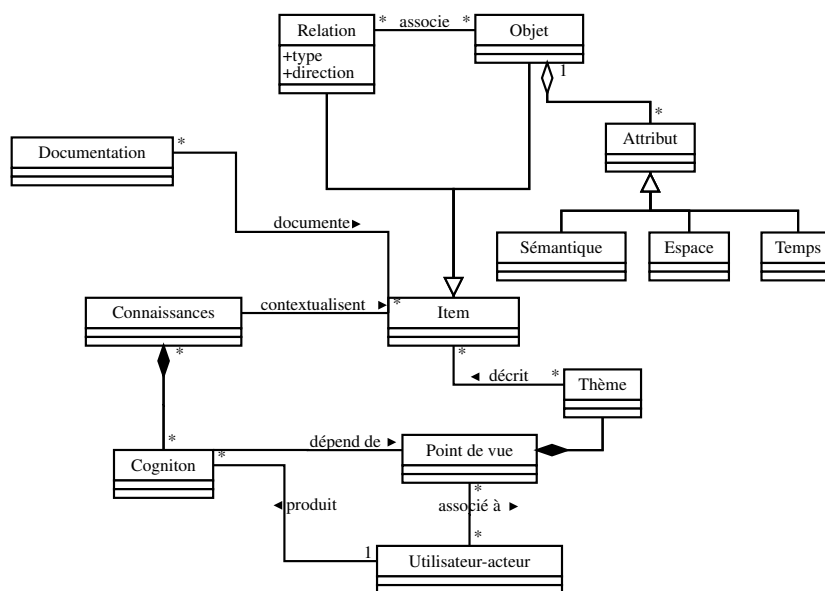 Relation
+type
+direction
* associe *
Objet
1
*
Attribut
Documentation
*
documente►
Sémantique
Espace
Temps
Connaissances
contextualisent ►
*
Item
*
*
◄ décrit *
Thème
*
Cogniton
*
dépend de ►
Point de vue
*
◄produit
associé à ►
*
1
Utilisateur-acteur